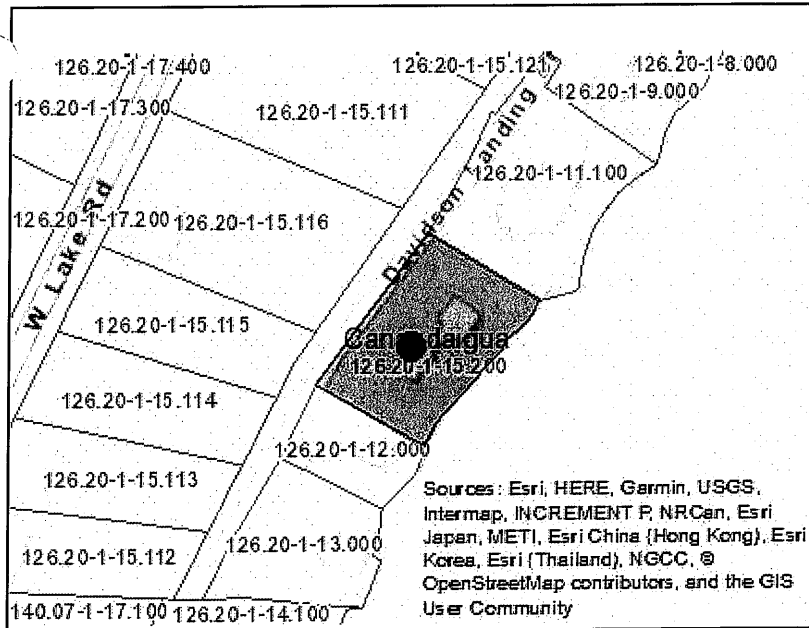 126.20-1-17.400
126.20-1-15.121
126.20-1-8.000
126.20-1-17.300
126.20-1-15.111
126.20-1-9.000
Davidson Landing
126.20-1-11.100
W Lake Rd
126.20-1-17.200
126.20-1-15.116
126.20-1-15.115
Canandaigua
126.20-1-15.200
126.20-1-15.114
126.20-1-12.000
126.20-1-15.113
126.20-1-15.112
126.20-1-13.000
140.07-1-17.100
126.20-1-14.100
Sources: Esri, HERE, Garmin, USGS,
Intermap, INCREMENT P, NRCan, Esri
Japan, METI, Esri China (Hong Kong), Esri
Korea, Esri (Thailand), NGCC, ©
OpenStreetMap contributors, and the GIS
User Community